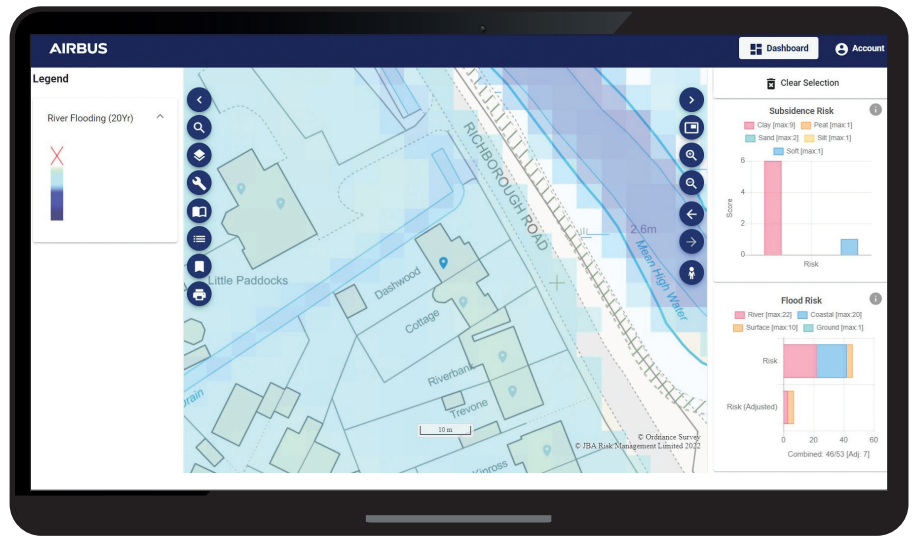 AIRBUS
Dashboard
Account
Legend
River Flooding (20Yr)
RICHBOROUGH ROAD
2.6m
Mean High Water
Little Paddocks
Dashwood
Cottage
Riverbank
Trevone
Kinross
10 m
© Ordnance Survey
© JBA Risk Management Limited 2022
Clear Selection
Subsidence Risk
Clay [max:9] Peat [max:1]
Sand [max:2] Silt [max:1]
Soft [max:1]
6
4
2
0
Score
Risk
Flood Risk
River [max:22] Coastal [max:20]
Surface [max:10] Ground [max:1]
Risk
Risk (Adjusted)
0 20 40 60
Combined: 46/53 [Adj: 7]